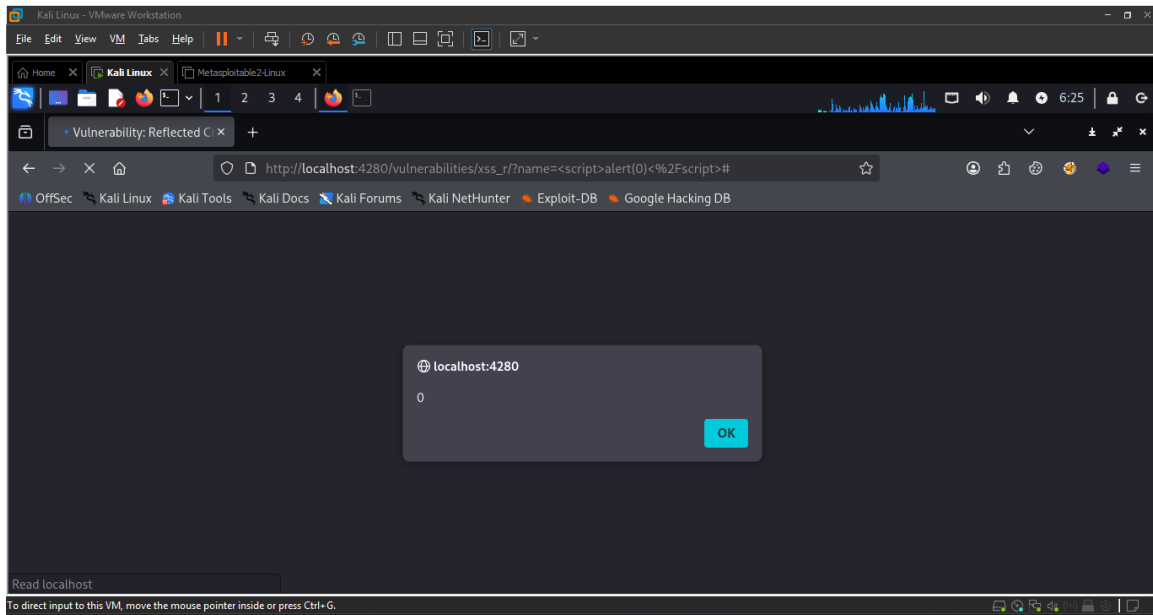 Kali Linux - VMware Workstation
File Edit View VM Tabs Help
Home Kali Linux Metasploitable2-Linux
1 2 3 4 6:25
Vulnerability: Reflected C
http://localhost:4280/vulnerabilities/xss_r/?name=<script>alert(0)<%2Fscript>#
OffSec Kali Linux Kali Tools Kali Docs Kali Forums Kali NetHunter Exploit-DB Google Hacking DB
localhost:4280
0
OK
Read localhost
To direct input to this VM, move the mouse pointer inside or press Ctrl+G.